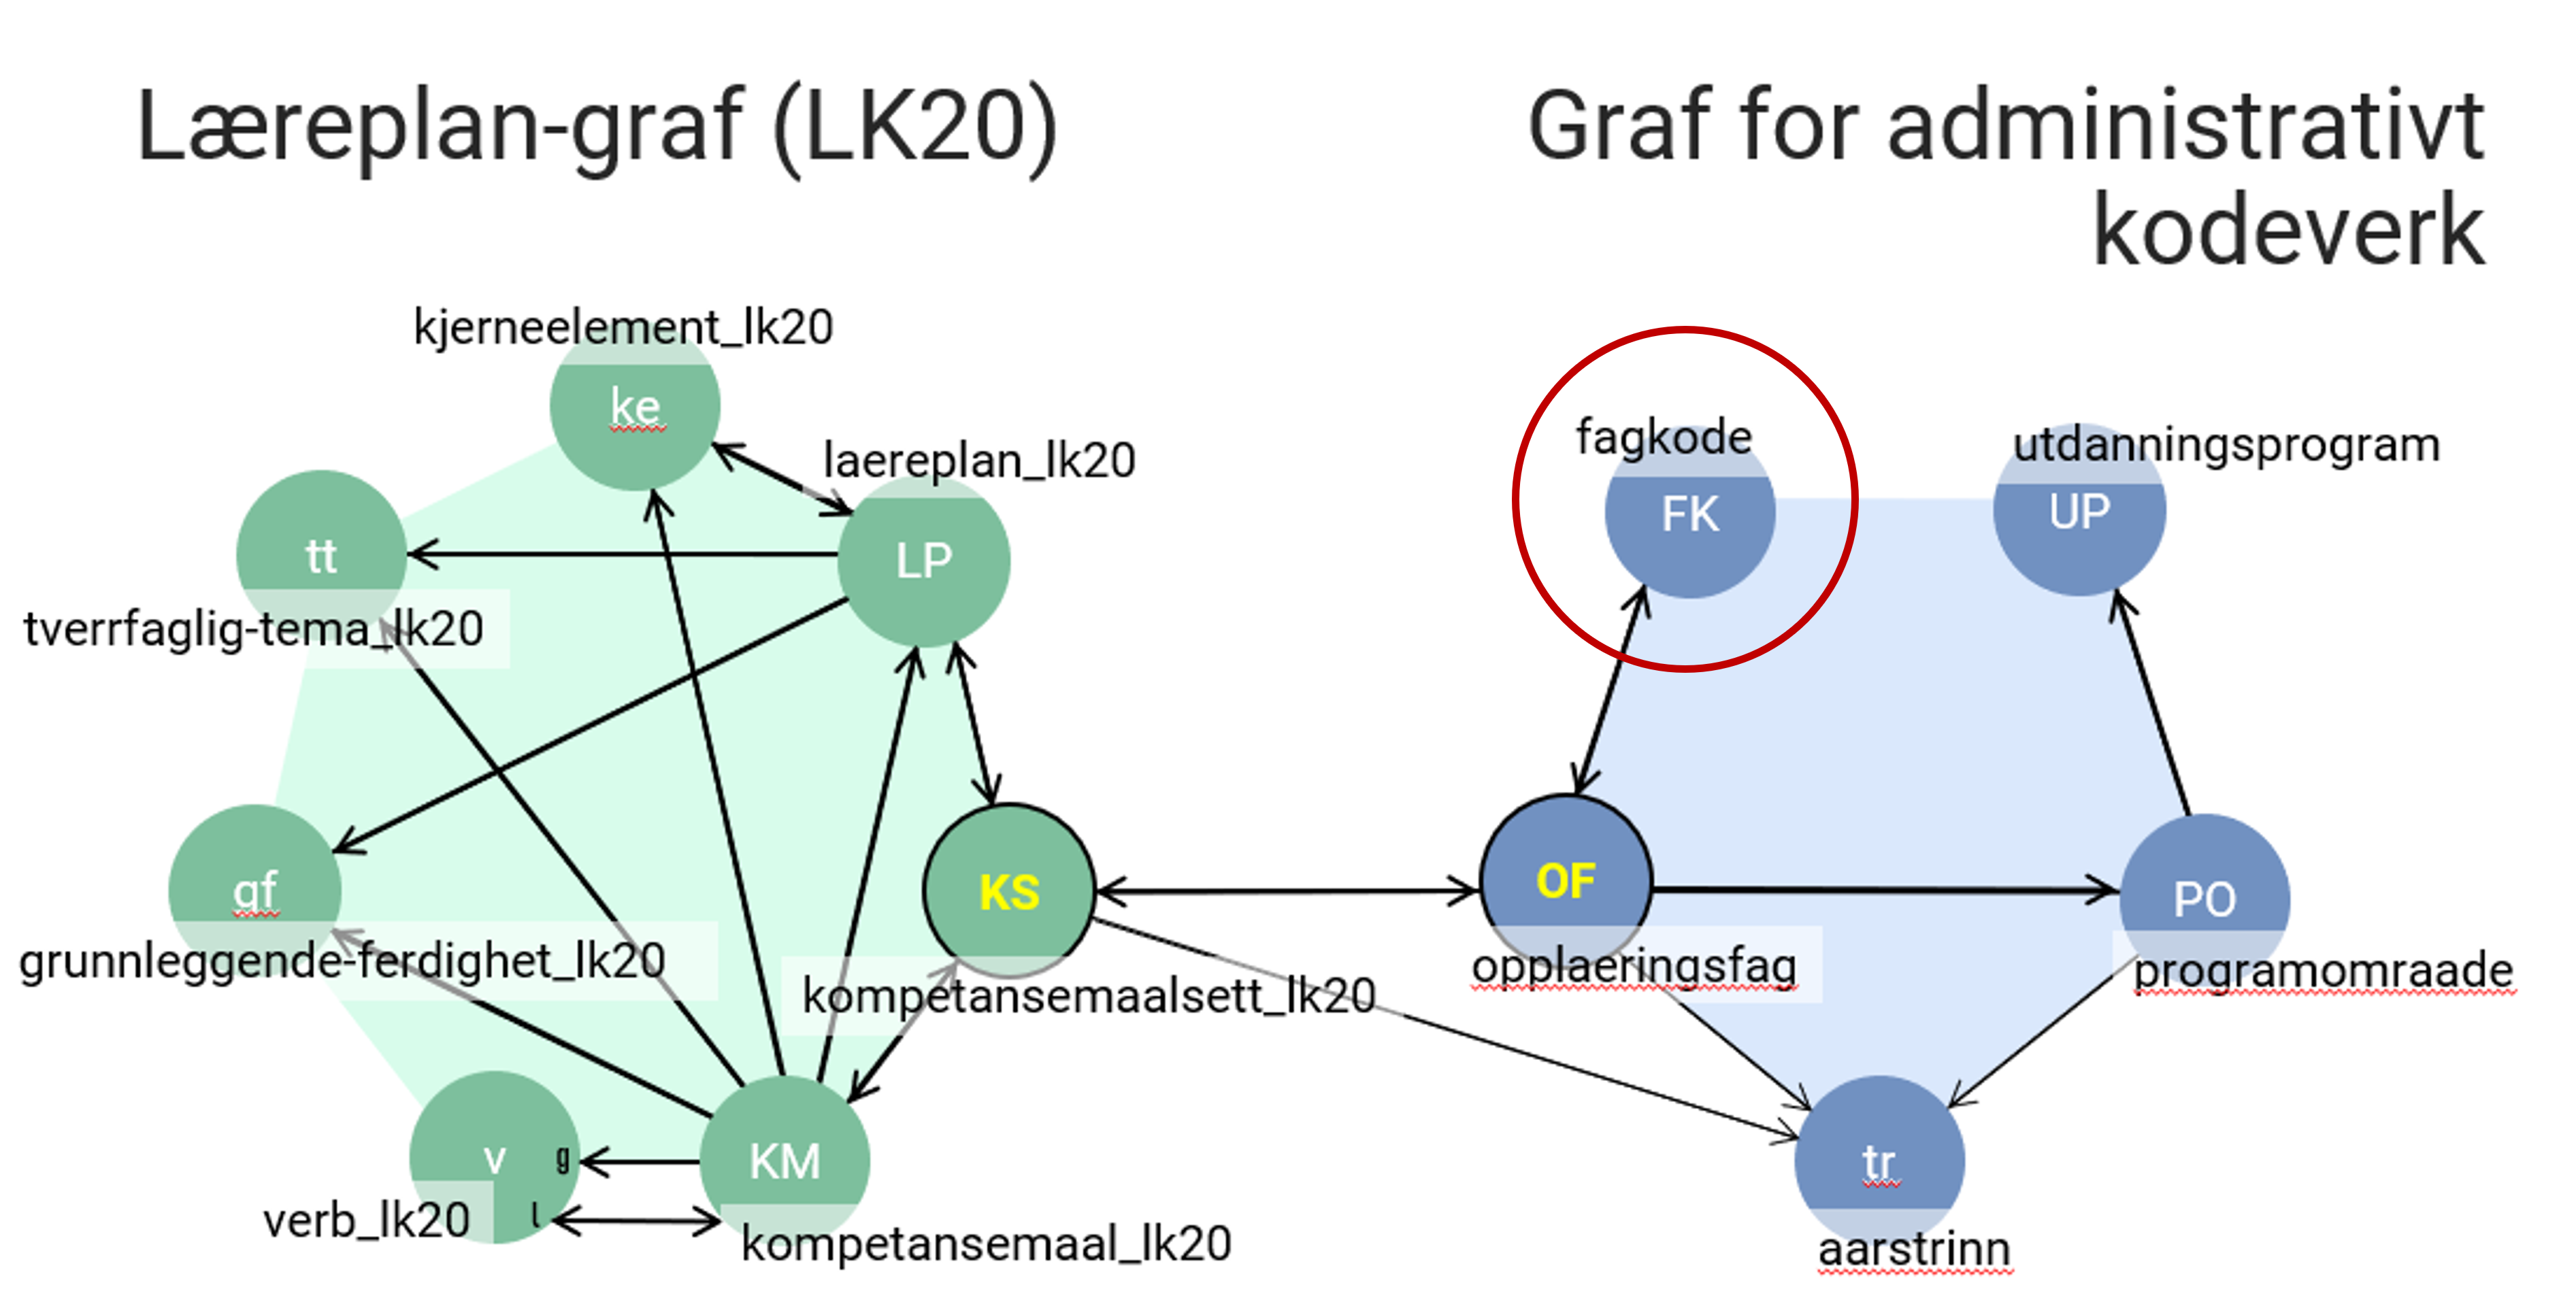 Læreplan-graf (LK20)
Graf for administrativt
kodeverk
kjerneelement_lk20
ke
laereplan_lk20
LP
tt
tverrfaglig-tema_lk20
gf
grunnleggende-ferdighet_lk20
KS
kompetansemaalsett_lk20
v
g
l
verb_lk20
KM
kompetansemaal_lk20
fagkode
FK
utdanningsprogram
UP
OF
opplaeringsfag
PO
programomraade
tr
aarstrinn